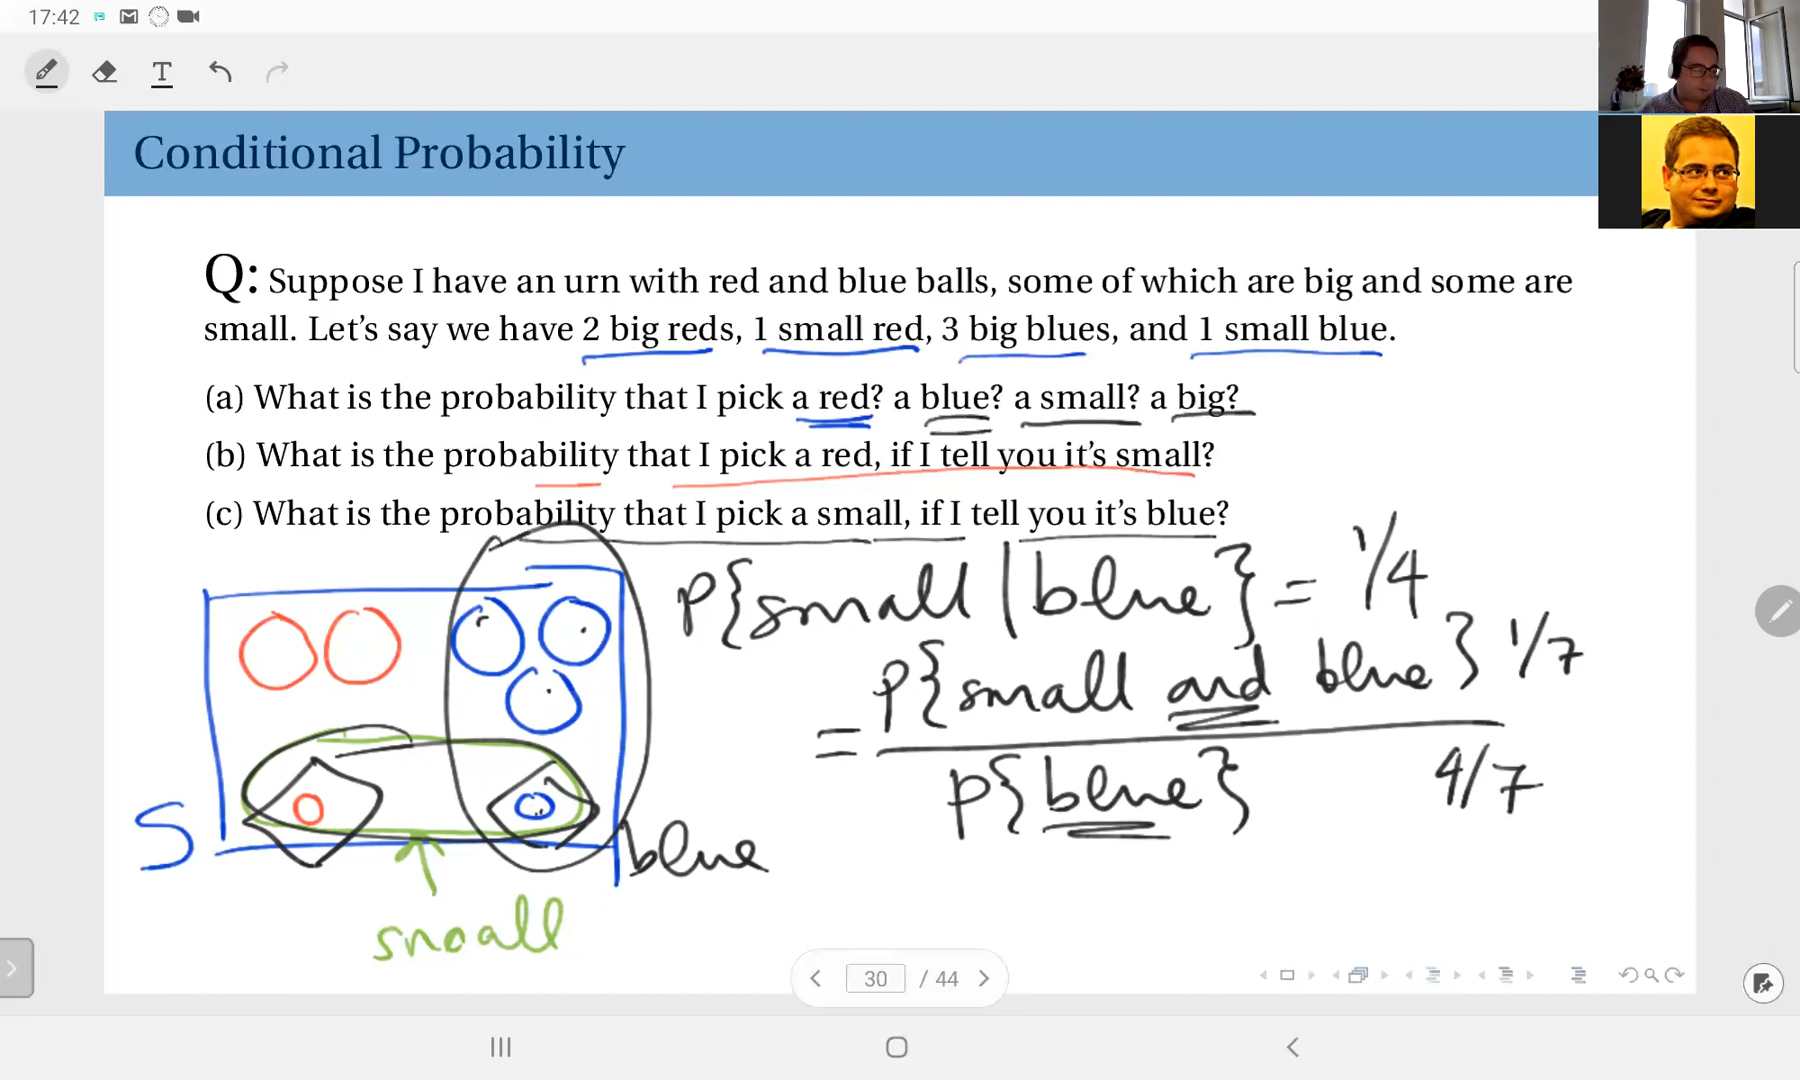 17:42
T
Conditional Probability
Q: Suppose I have an urn with red and blue balls, some of which are big and some are
small. Let's say we have 2 big reds, 1 small red, 3 big blues, and 1 small blue.
(a) What is the probability that I pick a red? a blue? a small? a big?
(b) What is the probability that I pick a red, if I tell you it's small?
(c) What is the probability that I pick a small, if I tell you it's blue?
p{small | blue} = 1/4
= p{small and blue} 1/7
p{blue} 4/7
S
blue
small
30 / 44